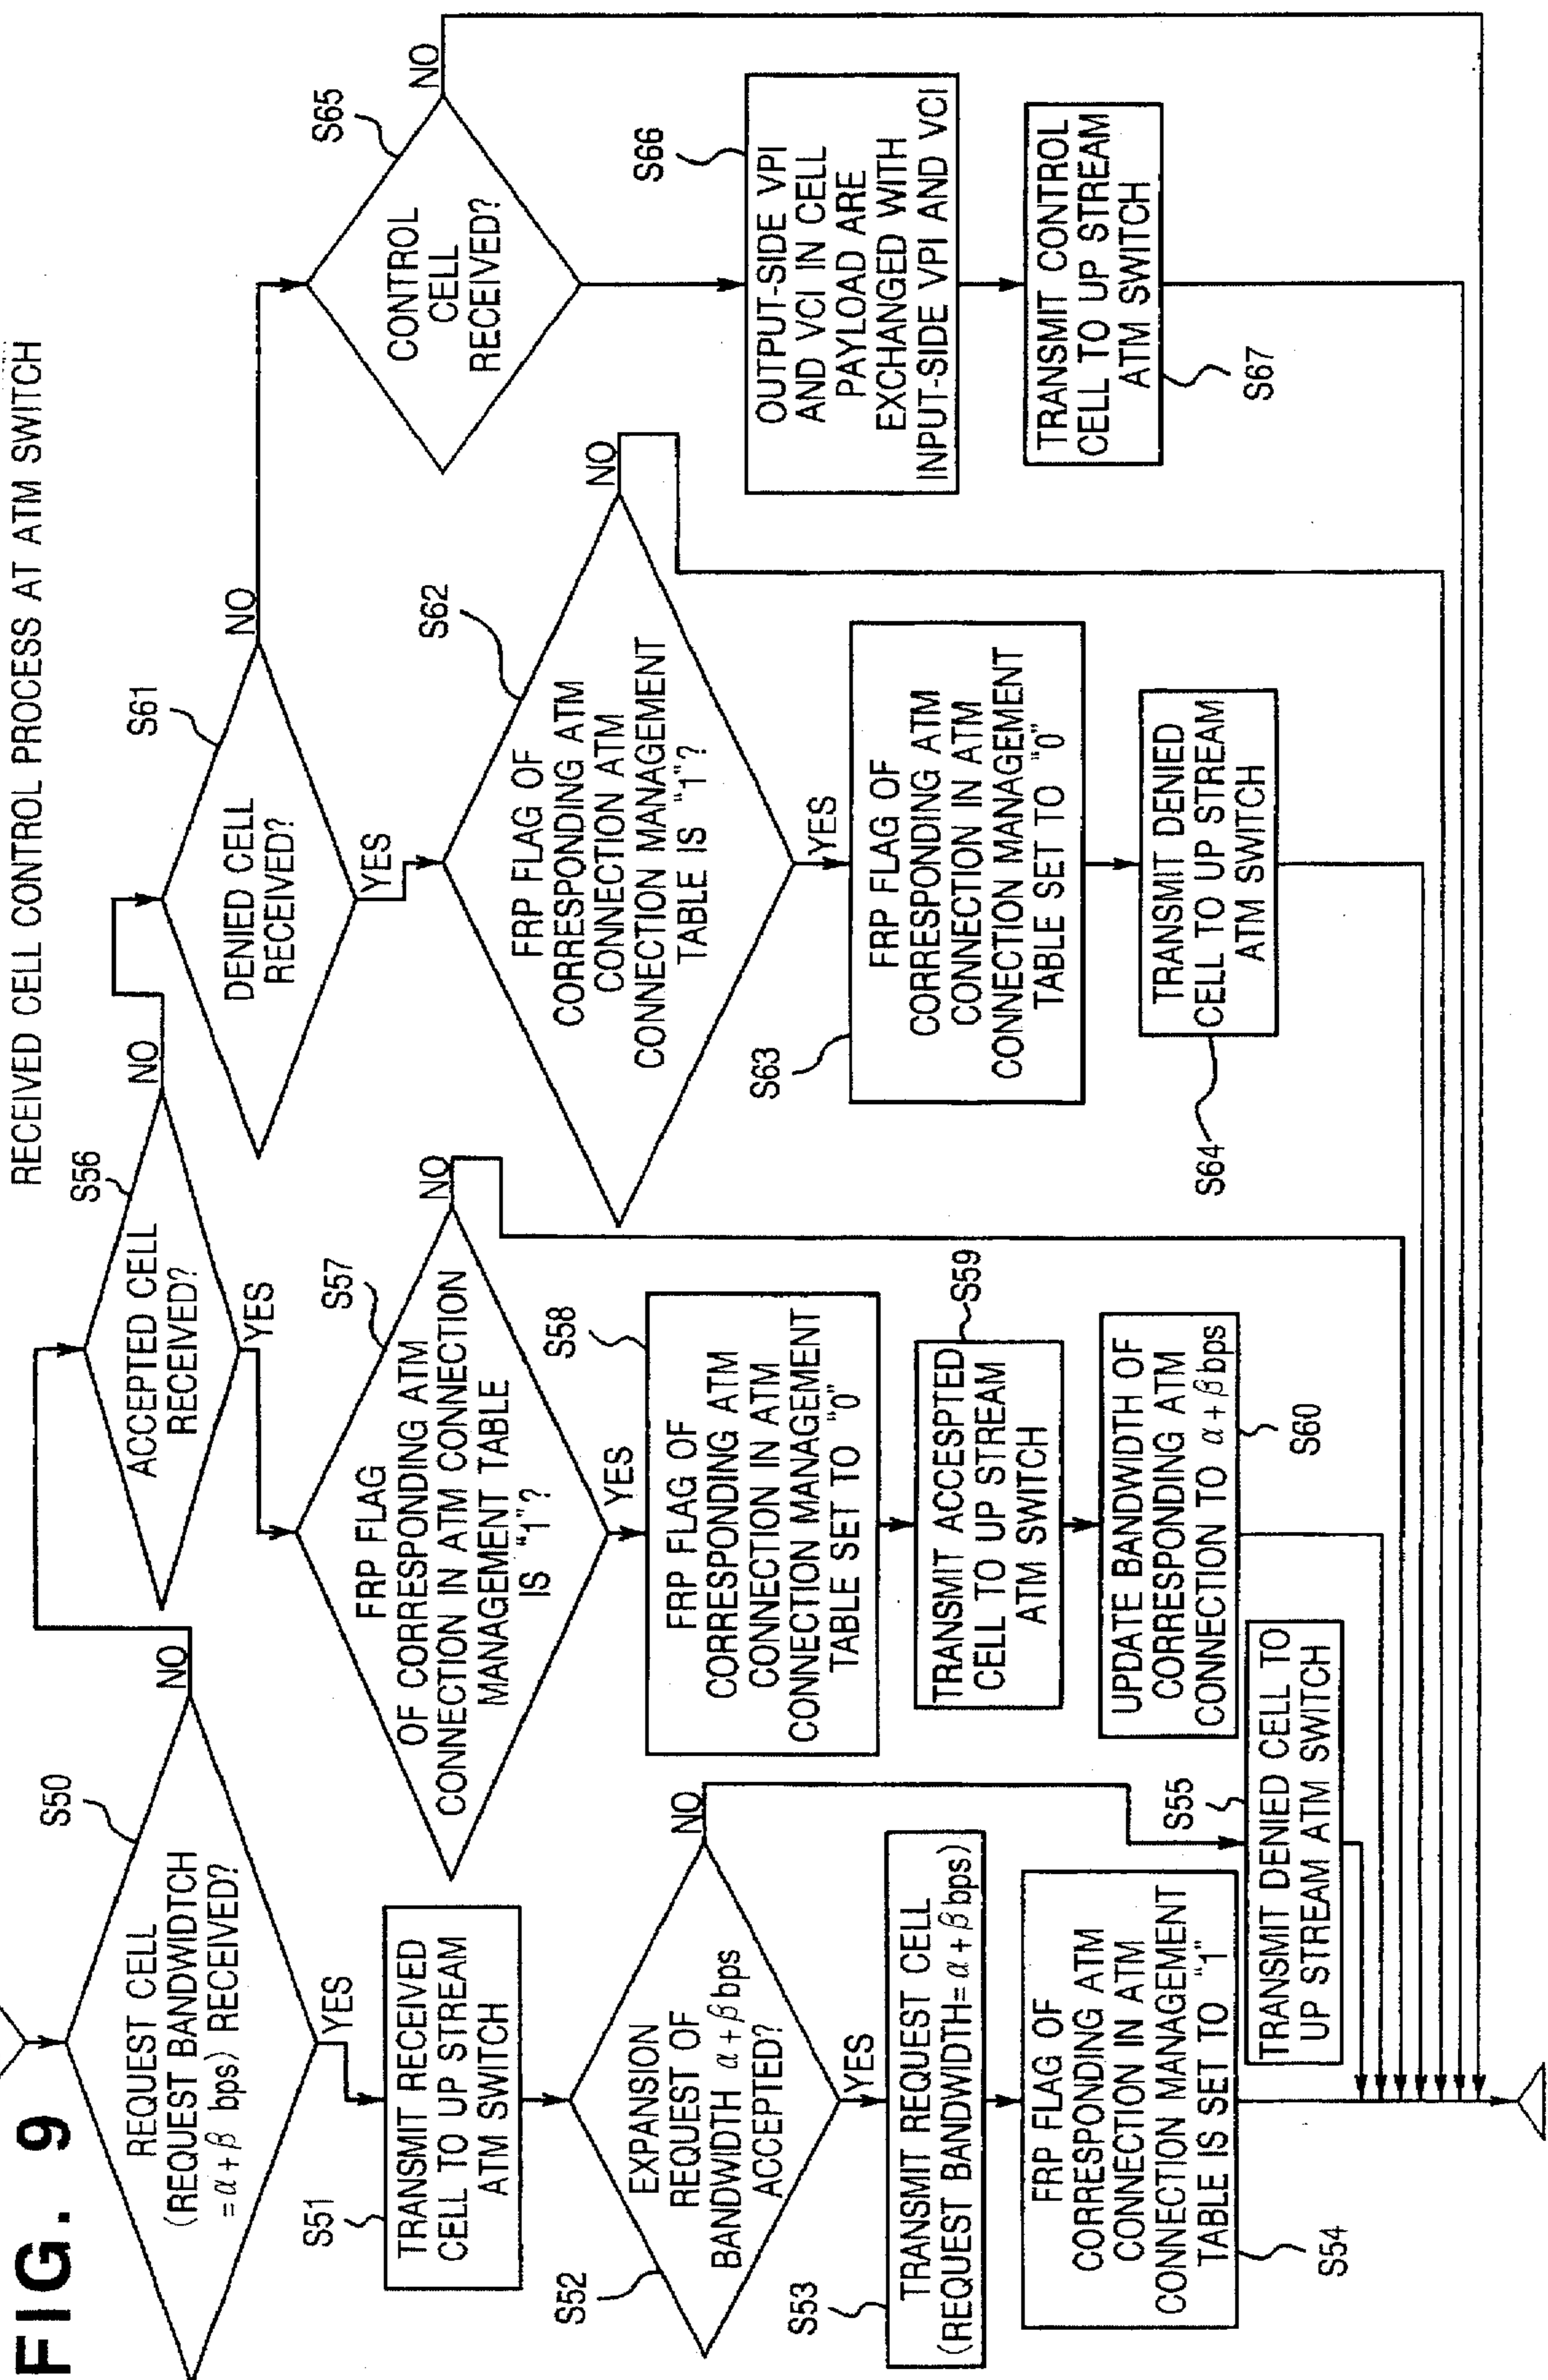 FIG. 9
RECEIVED CELL CONTROL PROCESS AT ATM SWITCH
S50
REQUEST CELL
(REQUEST BANDWIDTCH
=α+β bps) RECEIVED?
NO
YES
S51
TRANSMIT RECEIVED
CELL TO UP STREAM
ATM SWITCH
S52
EXPANSION
REQUEST OF
BANDWIDTH α+β bps
ACCEPTED?
NO
YES
S53
TRANSMIT REQUEST CELL
(REQUEST BANDWIDTH=α+β bps)
FRP FLAG OF
CORRESPONDING ATM
CONNECTION IN ATM
CONNECTION MANAGEMENT
TABLE IS SET TO "1"
S54
S55
TRANSMIT DENIED CELL TO
UP STREAM ATM SWITCH
S56
ACCEPTED CELL
RECEIVED?
NO
YES
S57
FRP FLAG
OF CORRESPONDING ATM
CONNECTION IN ATM CONNECTION
MANAGEMENT TABLE
IS "1"?
NO
YES
S58
FRP FLAG OF
CORRESPONDING ATM
CONNECTION IN ATM
CONNECTION MANAGEMENT
TABLE SET TO "0"
S59
TRANSMIT ACCESPTED
CELL TO UP STREAM
ATM SWITCH
UPDATE BANDWIDTH OF
CORRESPONDING ATM
CONNECTION TO α+β bps
S60
S61
DENIED CELL
RECEIVED?
NO
YES
S62
FRP FLAG OF
CORRESPONDING ATM
CONNECTION ATM
CONNECTION MANAGEMENT
TABLE IS "1"?
NO
YES
S63
FRP FLAG OF
CORRESPONDING ATM
CONNECTION IN ATM
CONNECTION MANAGEMENT
TABLE SET TO "0"
TRANSMIT DENIED
CELL TO UP STREAM
ATM SWITCH
S64
S65
CONTROL
CELL
RECEIVED?
NO
S66
OUTPUT-SIDE VPI
AND VCI IN CELL
PAYLOAD ARE
EXCHANGED WITH
INPUT-SIDE VPI AND VCI
TRANSMIT CONTROL
CELL TO UP STREAM
ATM SWITCH
S67